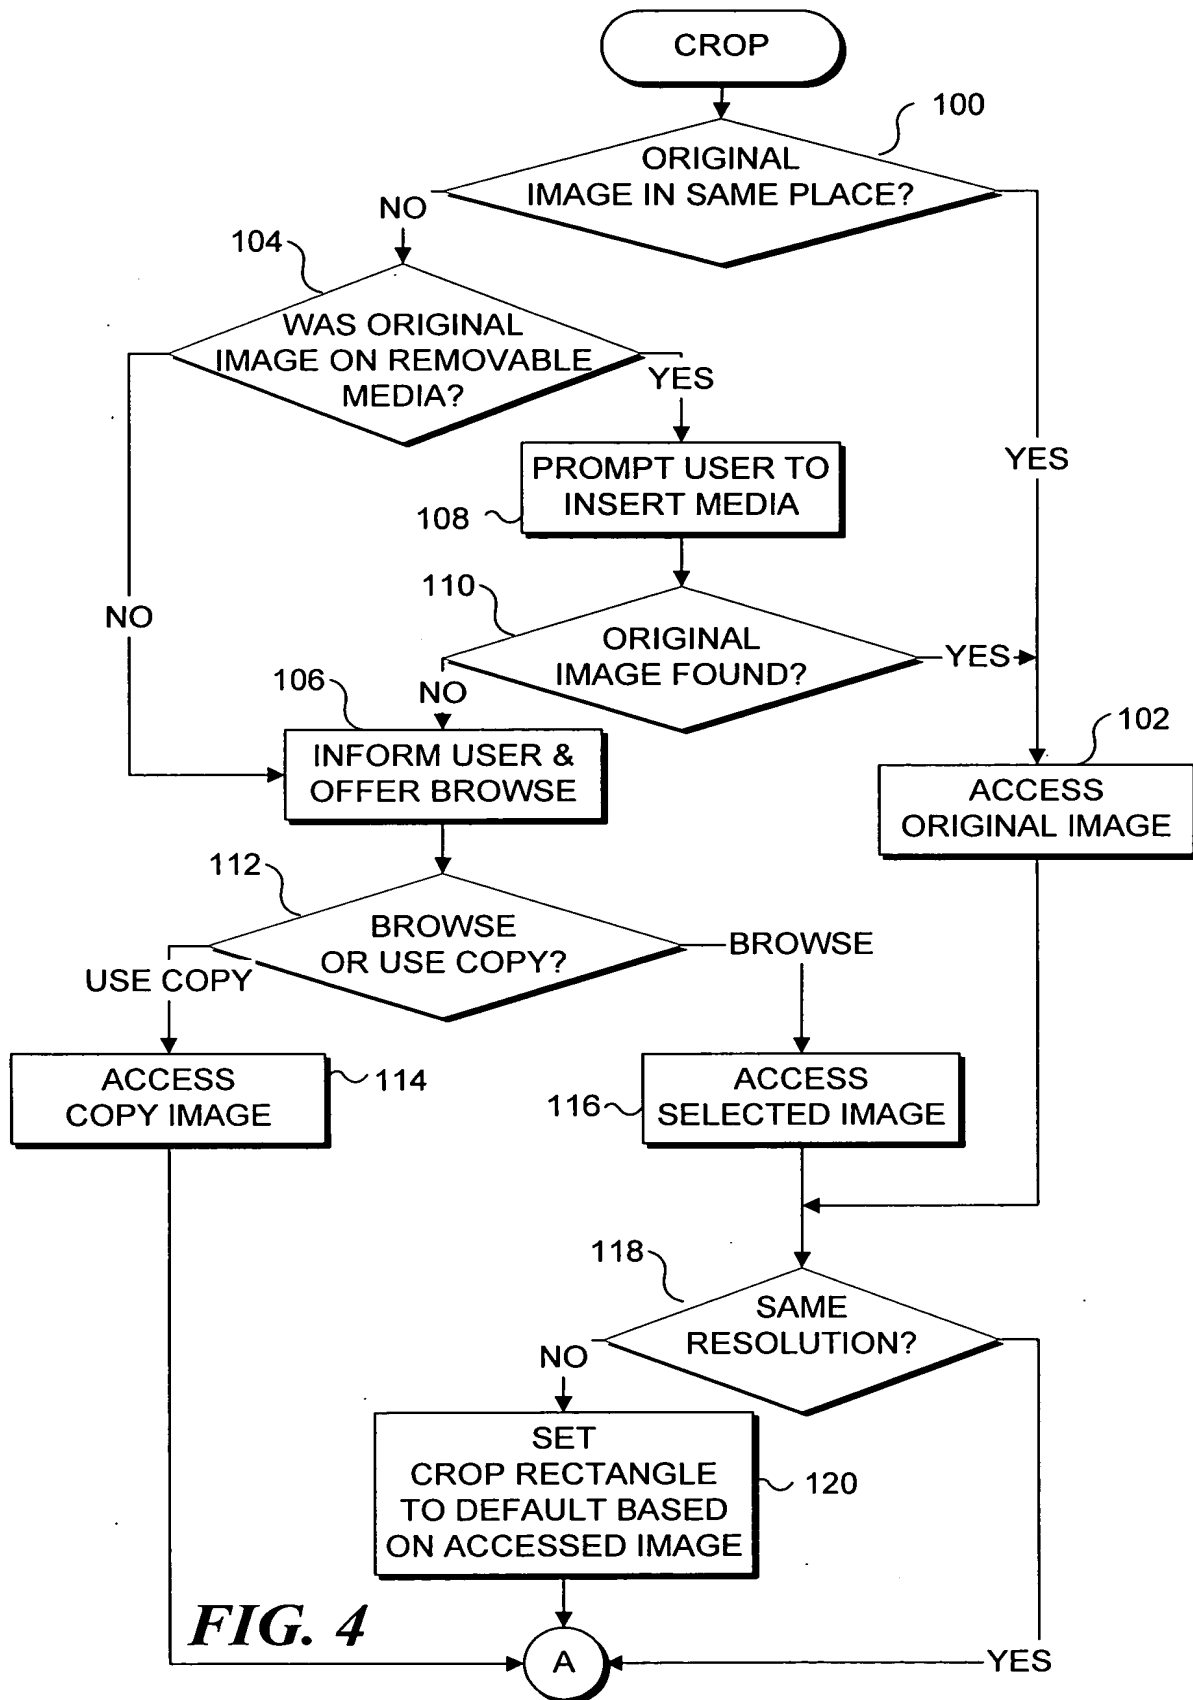 CROP
100
ORIGINAL
IMAGE IN SAME PLACE?
NO
104
WAS ORIGINAL
IMAGE ON REMOVABLE
MEDIA?
YES
YES
PROMPT USER TO
INSERT MEDIA
108
110
NO
ORIGINAL
IMAGE FOUND?
YES
NO
106
102
INFORM USER &
OFFER BROWSE
ACCESS
ORIGINAL IMAGE
112
BROWSE
OR USE COPY?
BROWSE
USE COPY
ACCESS
COPY IMAGE
114
ACCESS
SELECTED IMAGE
116
118
SAME
RESOLUTION?
NO
SET
CROP RECTANGLE
TO DEFAULT BASED
ON ACCESSED IMAGE
120
FIG. 4
A
YES